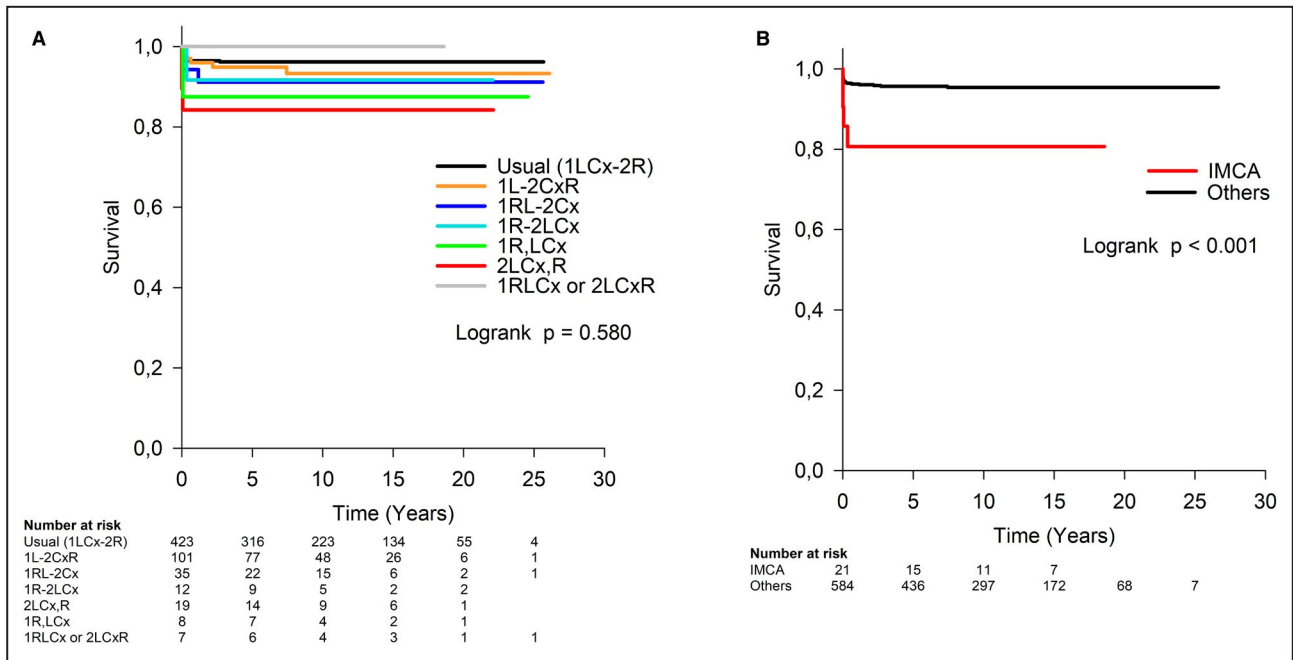 A
1,0
0,8
0,6
0,4
0,2
0,0
Survival
Usual (1LCx-2R)
1L-2CxR
1RL-2Cx
1R-2LCx
1R,LCx
2LCx,R
1RLCx or 2LCxR
Logrank p = 0.580
0 5 10 15 20 25 30
Time (Years)
Number at risk
Usual (1LCx-2R) 423 316 223 134 55 4
1L-2CxR 101 77 48 26 6 1
1RL-2Cx 35 22 15 6 2 1
1R-2LCx 12 9 5 2 2
2LCx,R 19 14 9 6 1
1R,LCx 8 7 4 2 1
1RLCx or 2LCxR 7 6 4 3 1 1
B
1,0
0,8
0,6
0,4
0,2
0,0
Survival
IMCA
Others
Logrank p < 0.001
0 5 10 15 20 25 30
Time (Years)
Number at risk
IMCA 21 15 11 7
Others 584 436 297 172 68 7